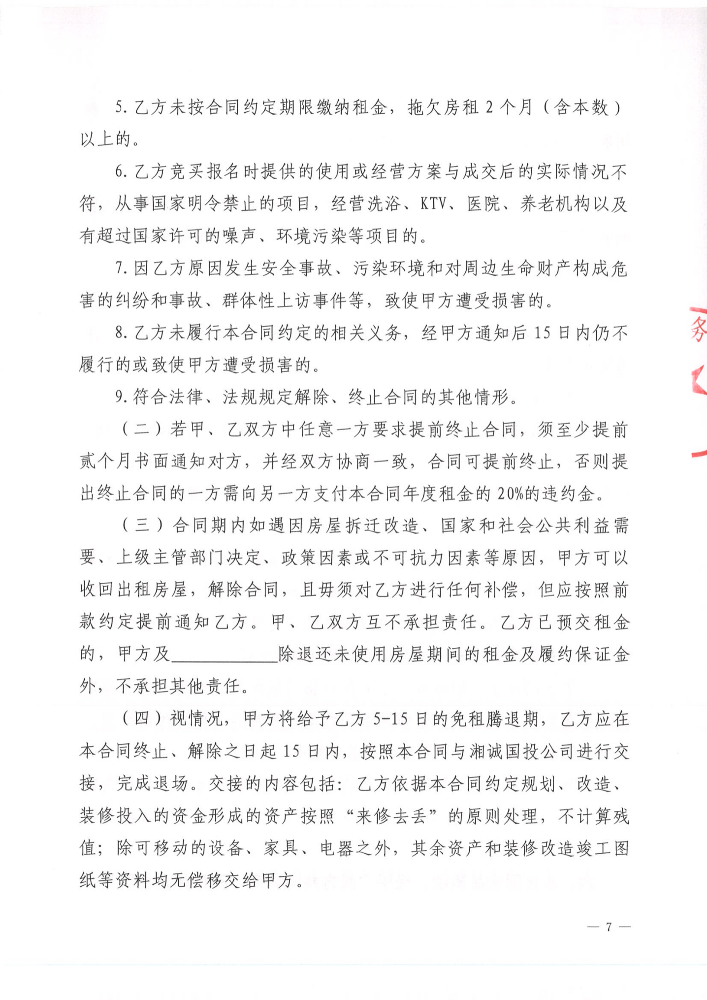 5. 乙方未按合同约定期限缴纳租金，拖欠房租 2 个月（含本数）
以上的。
6. 乙方竞买报名时提供的使用或经营方案与成交后的实际情况不
符，从事国家明令禁止的项目，经营洗浴、KTV、医院、养老机构以及
有超过国家许可的噪声、环境污染等项目的。
7. 因乙方原因发生安全事故、污染环境和对周边生命财产构成危
害的纠纷和事故、群体性上访事件等，致使甲方遭受损害的。
8. 乙方未履行本合同约定的相关义务，经甲方通知后 15 日内仍不
履行的或致使甲方遭受损害的。
9. 符合法律、法规规定解除、终止合同的其他情形。
（二）若甲、乙双方中任意一方要求提前终止合同，须至少提前
贰个月书面通知对方，并经双方协商一致，合同可提前终止，否则提
出终止合同的一方需向另一方支付本合同年度租金的 20%的违约金。
（三）合同期内如遇因房屋拆迁改造、国家和社会公共利益需
要、上级主管部门决定、政策因素或不可抗力因素等原因，甲方可以
收回出租房屋，解除合同，且毋须对乙方进行任何补偿，但应按照前
款约定提前通知乙方。甲、乙双方互不承担责任。乙方已预交租金
的，甲方及____________除退还未使用房屋期间的租金及履约保证金
外，不承担其他责任。
（四）视情况，甲方将给予乙方 5-15 日的免租腾退期，乙方应在
本合同终止、解除之日起 15 日内，按照本合同与湘诚国投公司进行交
接，完成退场。交接的内容包括：乙方依据本合同约定规划、改造、
装修投入的资金形成的资产按照“来修去丢”的原则处理，不计算残
值；除可移动的设备、家具、电器之外，其余资产和装修改造竣工图
纸等资料均无偿移交给甲方。
— 7 —
务